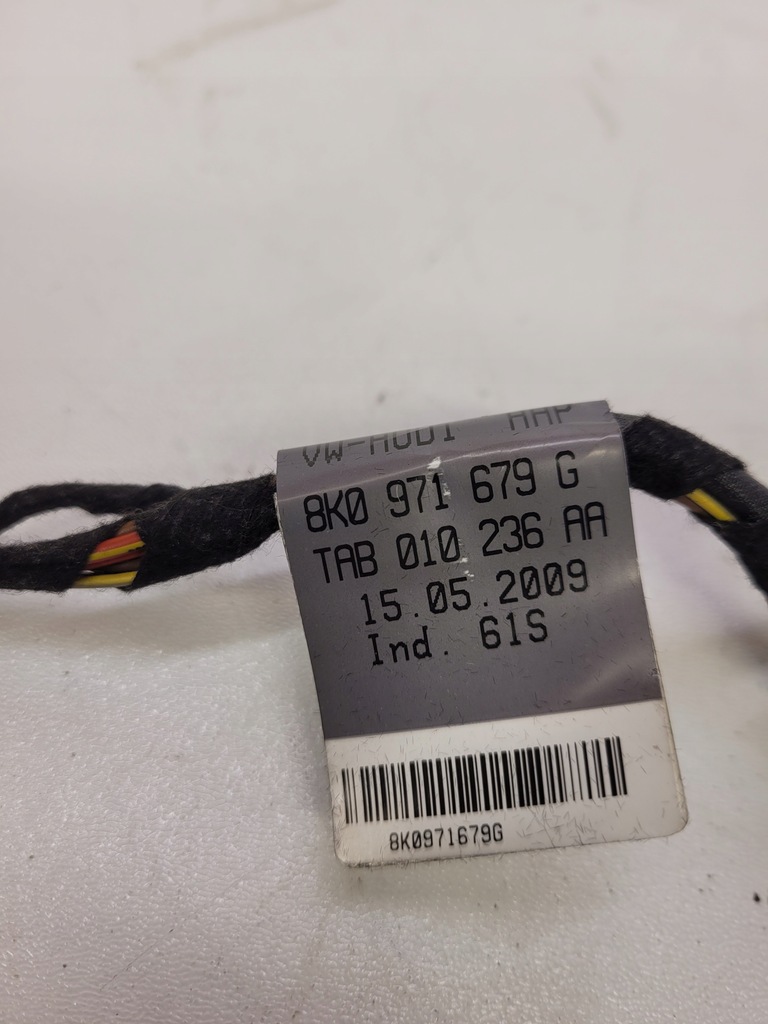 VW-AUDI
8K0 971 679 G
TAB 010 236 AA
15.05.2009
Ind. 61S
8K0971679G